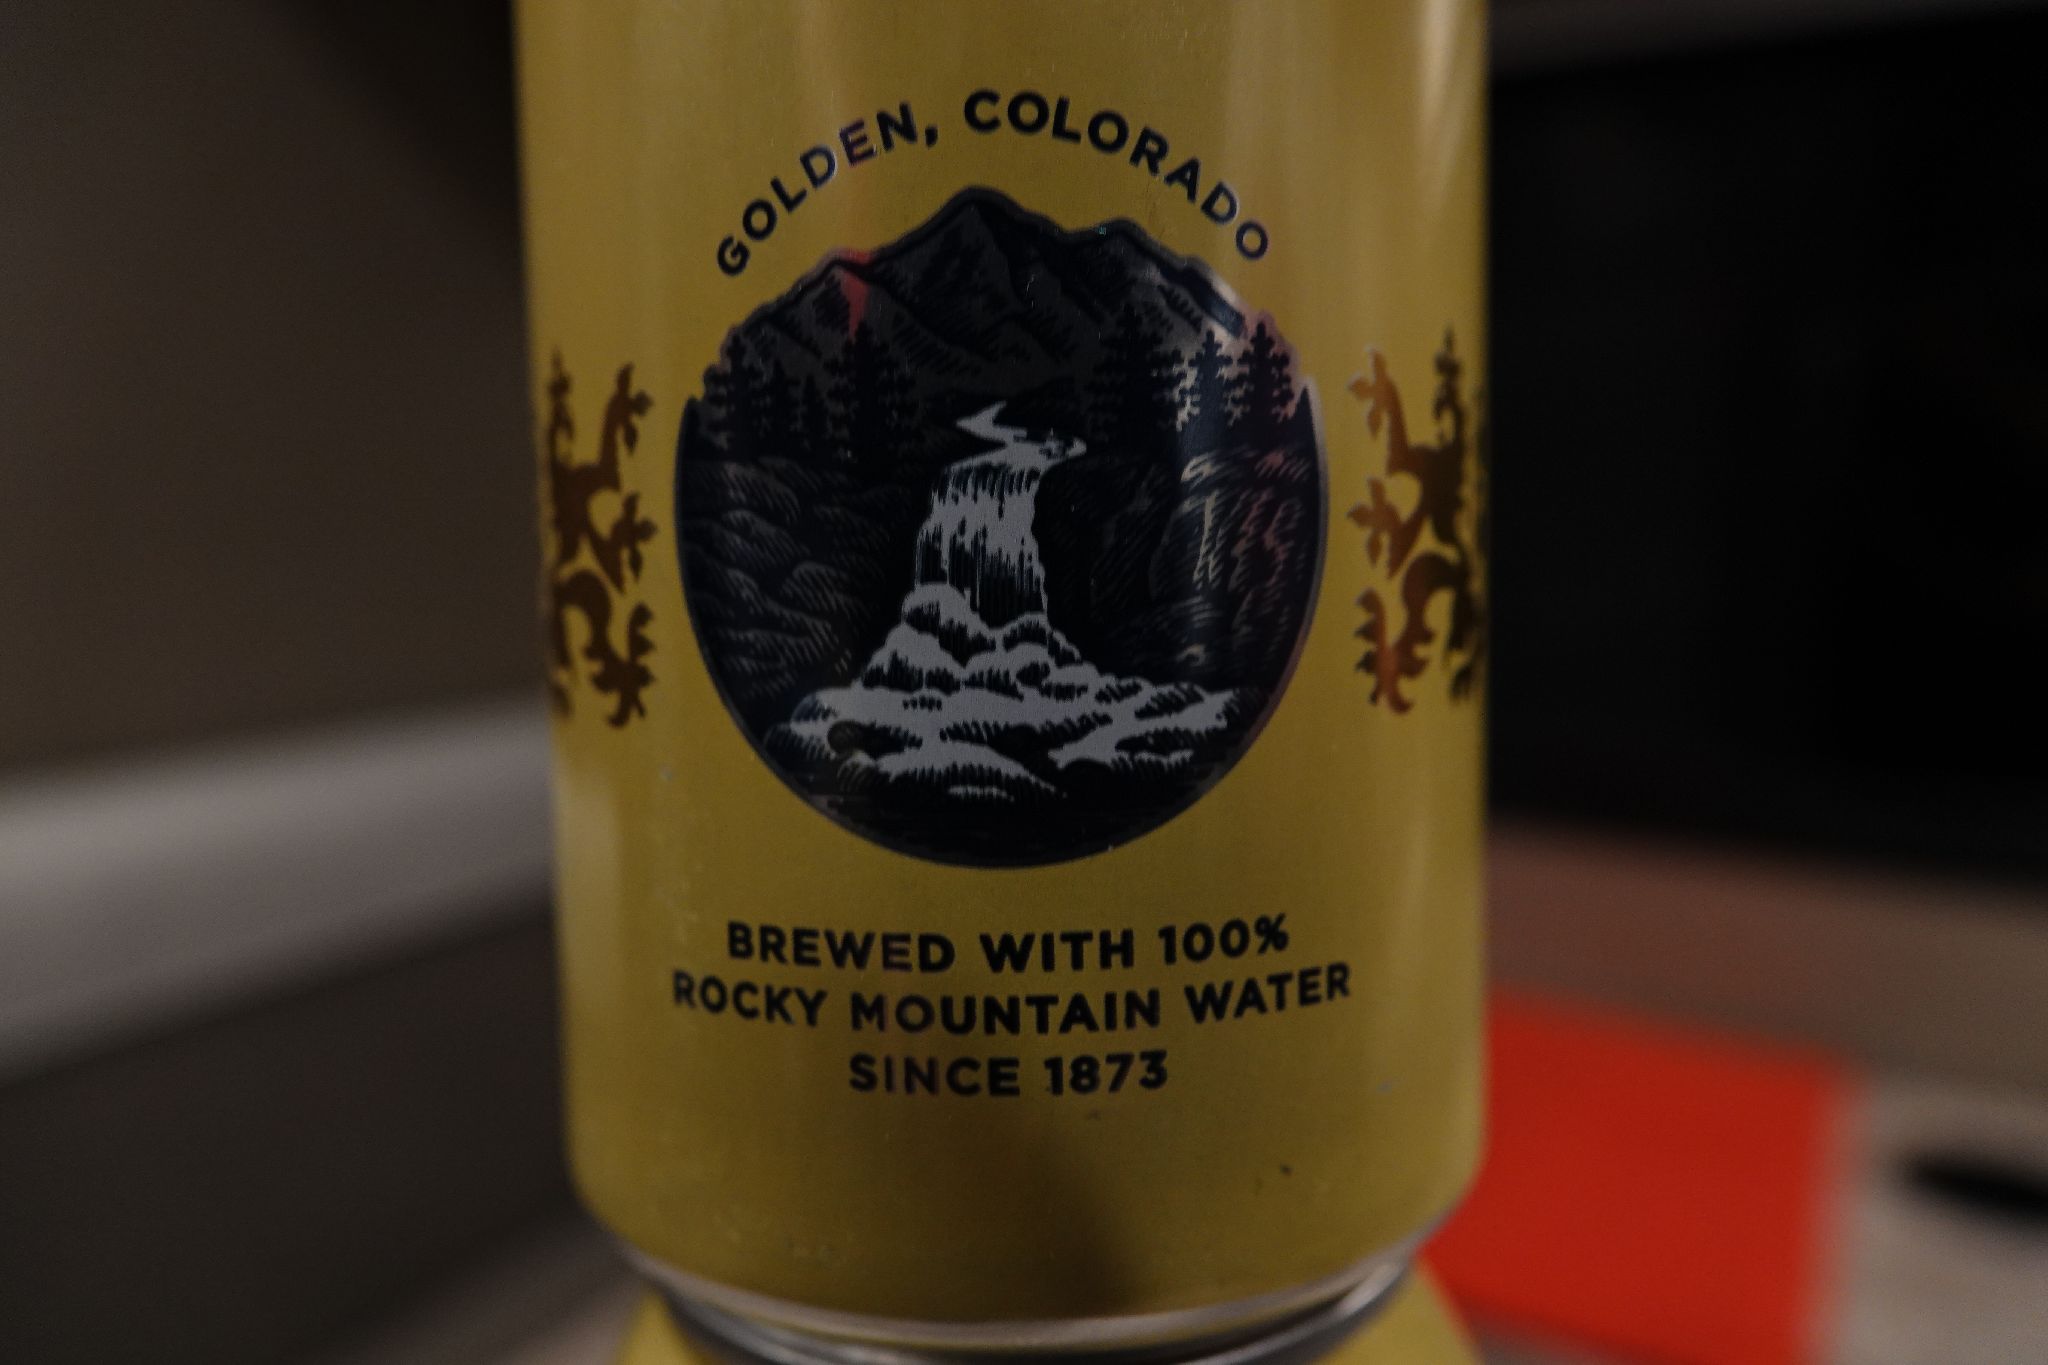 GOLDEN, COLORADO
BREWED WITH 100%
ROCKY MOUNTAIN WATER
SINCE 1873